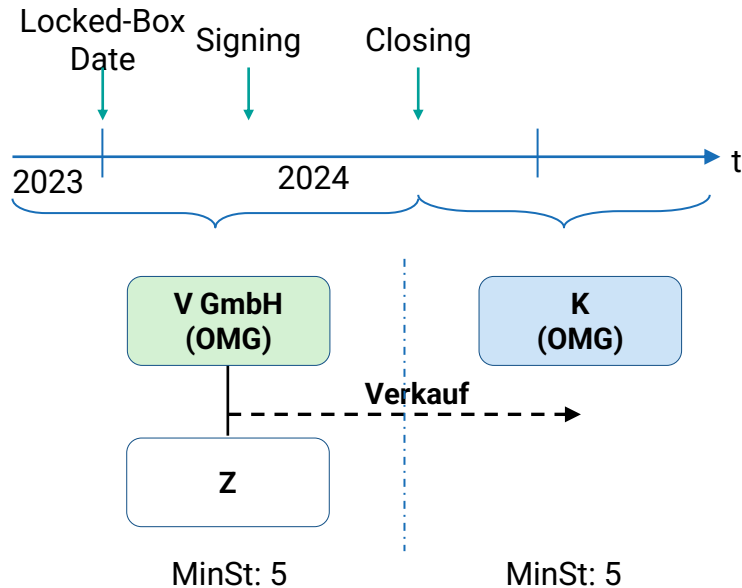 Locked-Box
Date
Signing
Closing
t
2023
2024
V GmbH
(OMG)
K
(OMG)
Verkauf
Z
MinSt: 5
MinSt: 5